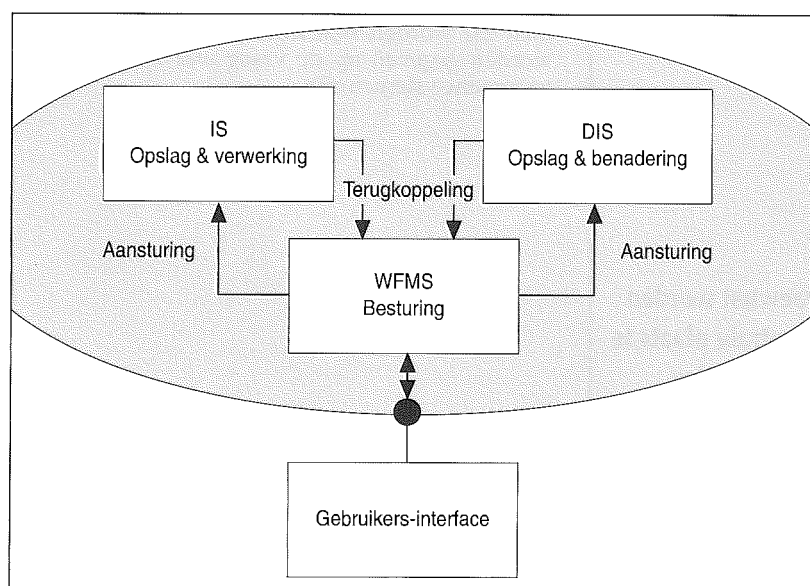 IS
Opslag & verwerking
DIS
Opslag & benadering
Terugkoppeling
Aansturing
Aansturing
WFMS
Besturing
Gebruikers-interface